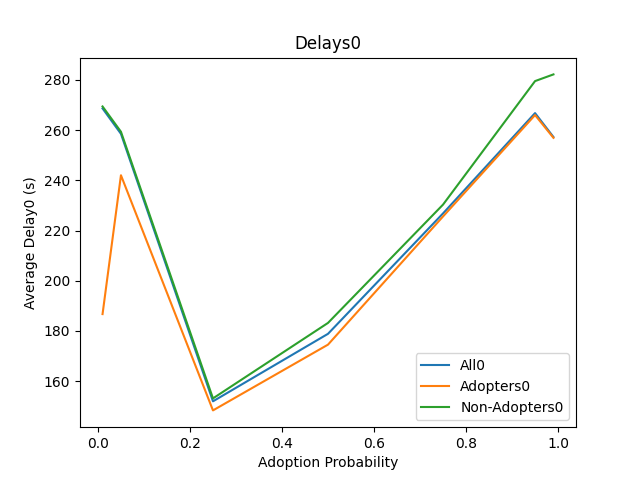 Delays0
Average Delay0 (s)
280
260
240
220
200
180
160
0.0 0.2 0.4 0.6 0.8 1.0
Adoption Probability
All0
Adopters0
Non-Adopters0